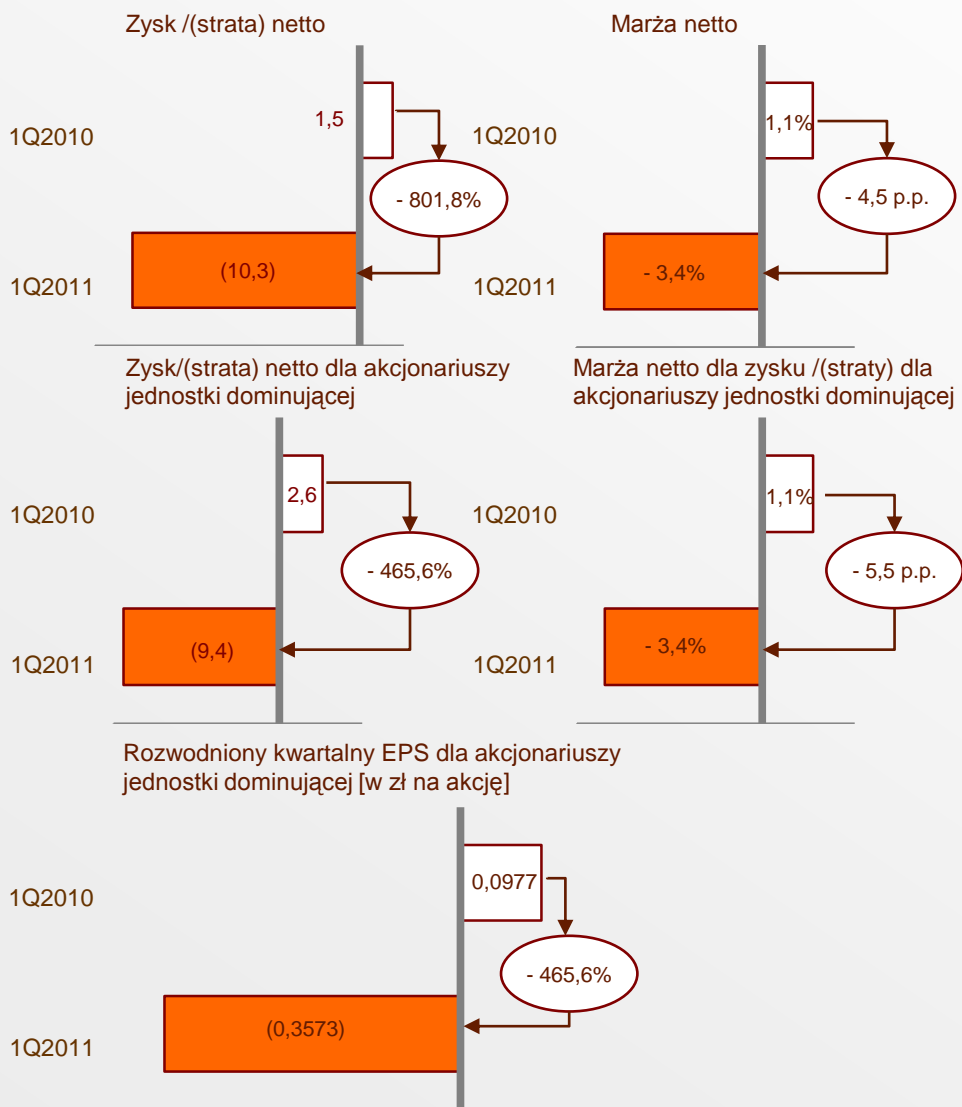 Zysk /(strata) netto
1Q2010
1,5
- 801,8%
1Q2011
(10,3)
Marża netto
1Q2010
1,1%
- 4,5 p.p.
1Q2011
- 3,4%
Zysk/(strata) netto dla akcjonariuszy
jednostki dominującej
1Q2010
2,6
- 465,6%
1Q2011
(9,4)
Marża netto dla zysku /(straty) dla
akcjonariuszy jednostki dominującej
1Q2010
1,1%
- 5,5 p.p.
1Q2011
- 3,4%
Rozwodniony kwartalny EPS dla akcjonariuszy
jednostki dominującej [w zł na akcję]
1Q2010
0,0977
- 465,6%
1Q2011
(0,3573)